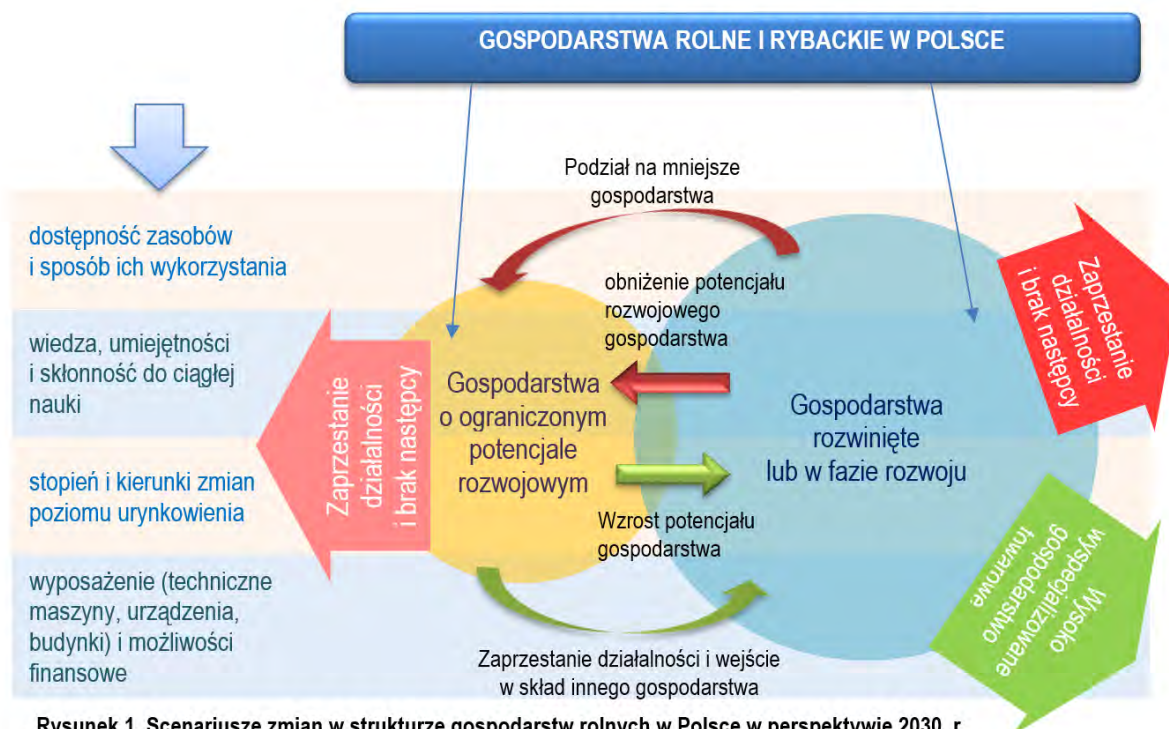 GOSPODARSTWA ROLNE I RYBACKIE W POLSCE
Podział na mniejsze
gospodarstwa
dostępność zasobów
i sposób ich wykorzystania
wiedza, umiejętności
i skłonność do ciągłej
nauki
stopień i kierunki zmian
poziomu urynkowienia
wyposażenie (techniczne
maszyny, urządzenia,
budynki) i możliwości
finansowe
Zaprzestanie
działalności
i brak następcy
Gospodarstwa
o ograniczonym
potencjale
rozwojowym
obniżenie potencjału
rozwojowego
gospodarstwa
Wzrost potencjału
gospodarstwa
Gospodarstwa
rozwinięte
lub w fazie rozwoju
Zaprzestanie
działalności
i brak następcy
Wysoko
wyspecjalizowane
gospodarstwo
towarowe
Zaprzestanie działalności i wejście
w skład innego gospodarstwa
Rysunek 1. Scenariusze zmian w strukturze gospodarstw rolnych w Polsce w perspektywie 2030. r